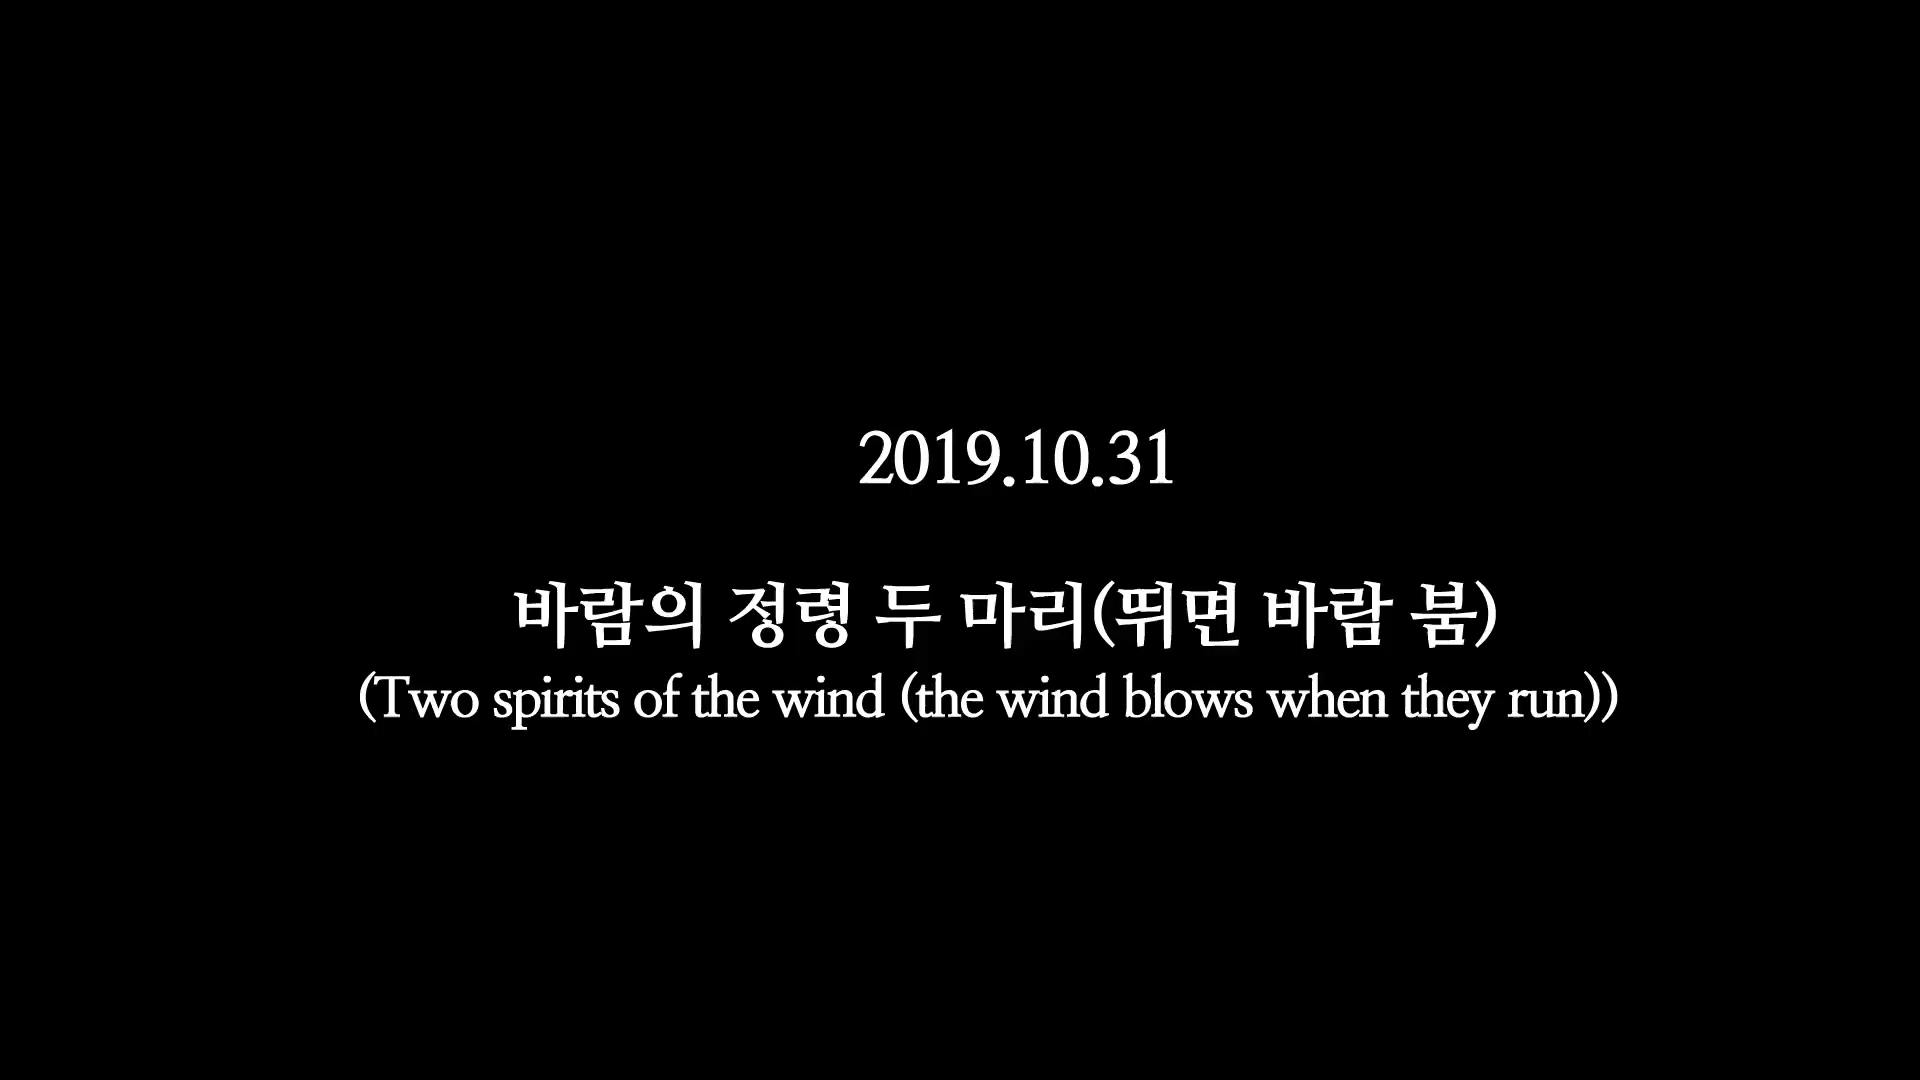 2019.10.31
바람의 정령 두 마리(뛰면 바람 붊)
(Two spirits of the wind (the wind blows when they run))